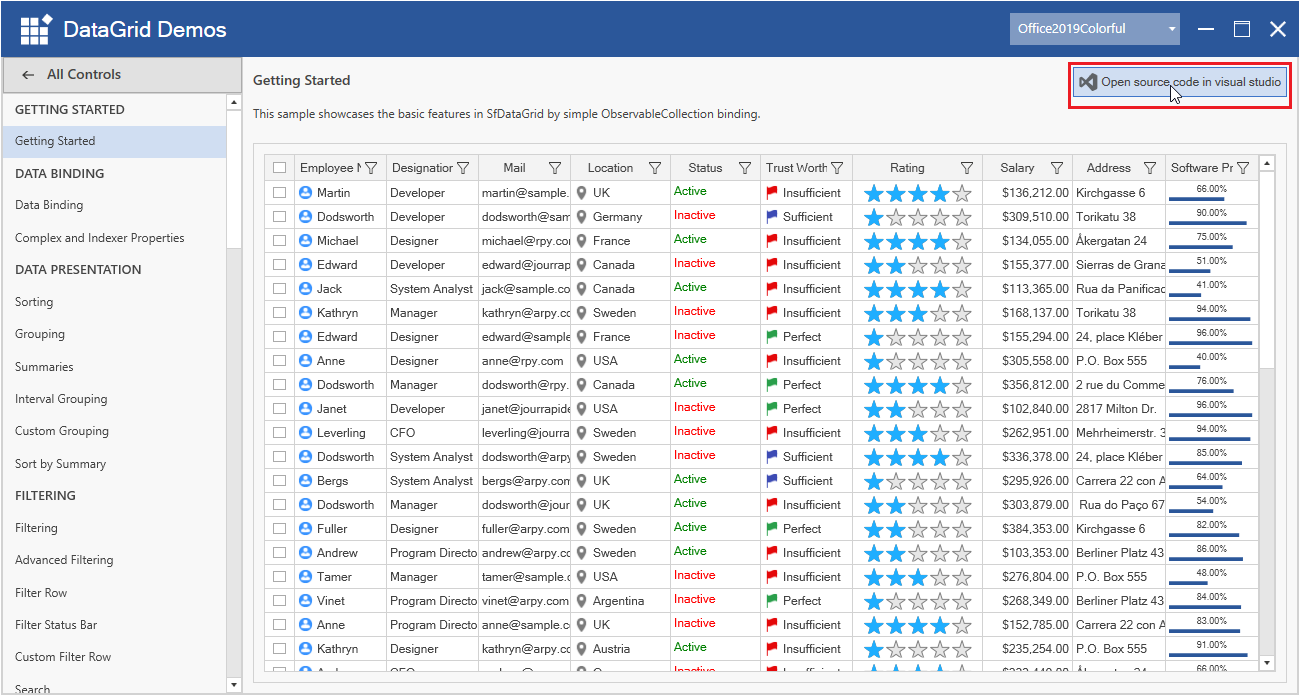 DataGrid Demos
Office2019Colorful
All Controls
GETTING STARTED
Getting Started
DATA BINDING
Data Binding
Complex and Indexer Properties
DATA PRESENTATION
Sorting
Grouping
Summaries
Interval Grouping
Custom Grouping
Sort by Summary
FILTERING
Filtering
Advanced Filtering
Filter Row
Filter Status Bar
Custom Filter Row
Search
Getting Started
Open source code in visual studio
This sample showcases the basic features in SfDataGrid by simple ObservableCollection binding.
Employee N Designation Mail Location Status Trust Worth Rating Salary Address Software Pr
Martin Developer martin@sample. UK Active Insufficient $136,212.00 Kirchgasse 6 66.00%
Dodsworth Developer dodsworth@sam Germany Inactive Sufficient $309,510.00 Torikatu 38 90.00%
Michael Designer michael@rpy.co France Active Insufficient $134,055.00 Åkergatan 24 75.00%
Edward Developer edward@jourrap Canada Inactive Insufficient $155,377.00 Sierras de Grana 51.00%
Jack System Analyst jack@sample.co Canada Active Insufficient $113,365.00 Rua da Panificad 41.00%
Kathryn Manager kathryn@arpy.co Sweden Inactive Insufficient $168,137.00 Torikatu 38 94.00%
Edward Designer edward@sample Sweden France Inactive Perfect $155,294.00 24, place Kléber 96.00%
Anne Designer anne@rpy.com USA Active Insufficient $305,558.00 P.O. Box 555 40.00%
Dodsworth Manager dodsworth@rpy. Canada Active Perfect $356,812.00 2 rue du Comme 76.00%
Janet Developer janet@jourrapide USA Inactive Perfect $102,840.00 2817 Milton Dr. 96.00%
Leverling CFO leverling@jourra Sweden Inactive Insufficient $262,951.00 Mehrheimerstr. 3 94.00%
Dodsworth System Analyst dodsworth@arpy Sweden Inactive Sufficient $336,378.00 24, place Kléber 85.00%
Bergs System Analyst bergs@arpy.com UK Active Sufficient $295,926.00 Carrera 22 con A 64.00%
Dodsworth Manager dodsworth@jour UK Active Insufficient $303,879.00 Rua do Paço 67 54.00%
Fuller Designer fuller@arpy.com Sweden Active Perfect $384,353.00 Kirchgasse 6 82.00%
Andrew Program Directo andrew@arpy.co Sweden Active Insufficient $103,353.00 Berliner Platz 43 86.00%
Tamer Manager tamer@sample.c USA Inactive Insufficient $276,804.00 P.O. Box 555 48.00%
Vinet Program Directo vinet@arpy.com Argentina Inactive Perfect $268,349.00 Berliner Platz 43 84.00%
Anne Program Directo anne@sample.co UK Inactive Insufficient $152,785.00 Carrera 22 con A 83.00%
Kathryn Designer kathryn@arpy.co Austria Active Insufficient $235,254.00 P.O. Box 555 91.00%
66.00%